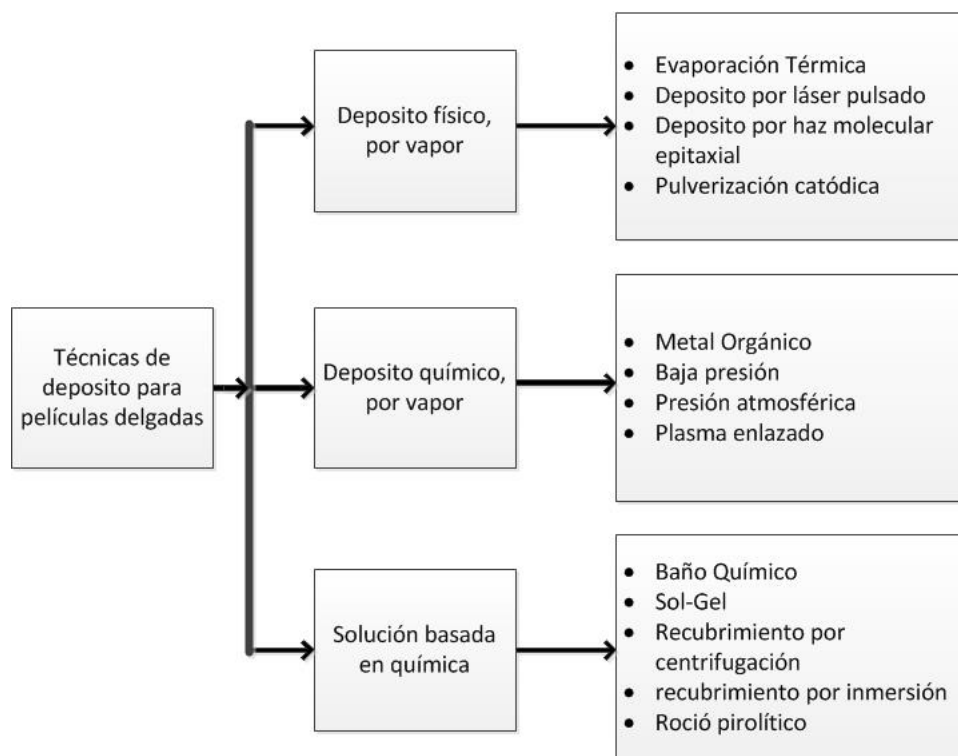 Técnicas de
deposito para
películas delgadas
Deposito físico,
por vapor
• Evaporación Térmica
• Deposito por láser pulsado
• Deposito por haz molecular
epitaxial
• Pulverización catódica
Deposito químico,
por vapor
• Metal Orgánico
• Baja presión
• Presión atmosférica
• Plasma enlazado
Solución basada
en química
• Baño Químico
• Sol-Gel
• Recubrimiento por
centrifugación
• recubrimiento por inmersión
• Roció pirolítico